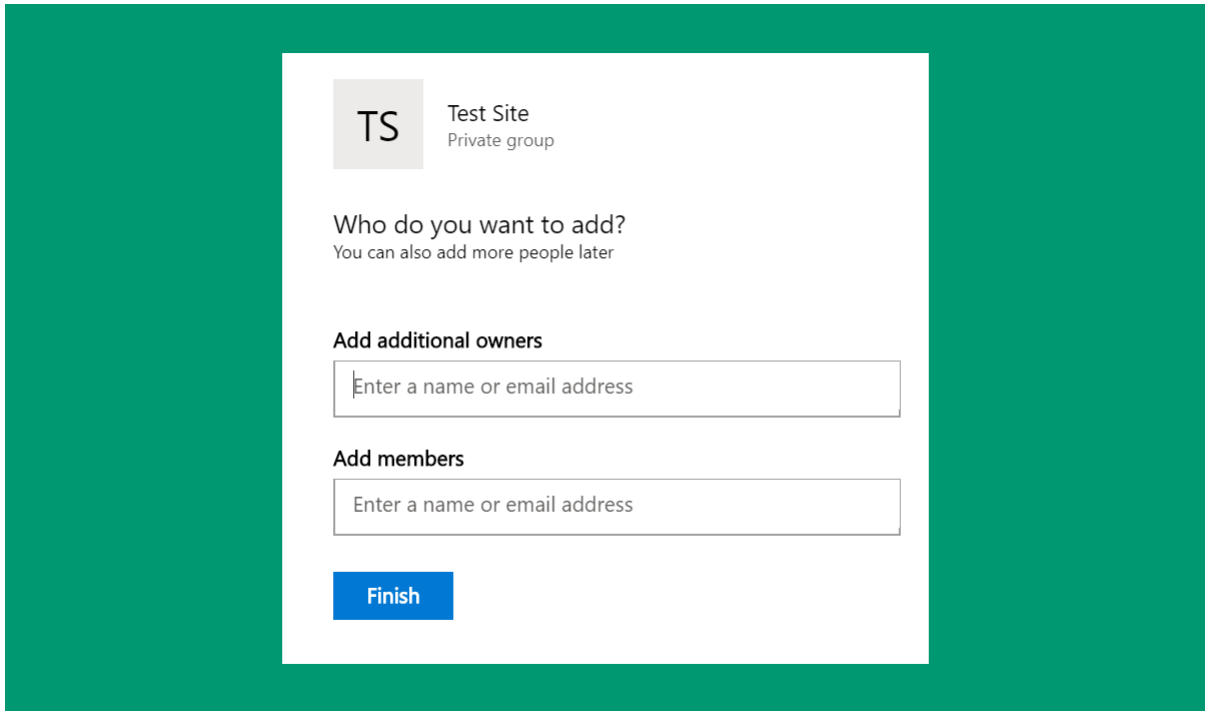 TS
Test Site
Private group
Who do you want to add?
You can also add more people later
Add additional owners
Enter a name or email address
Add members
Enter a name or email address
Finish